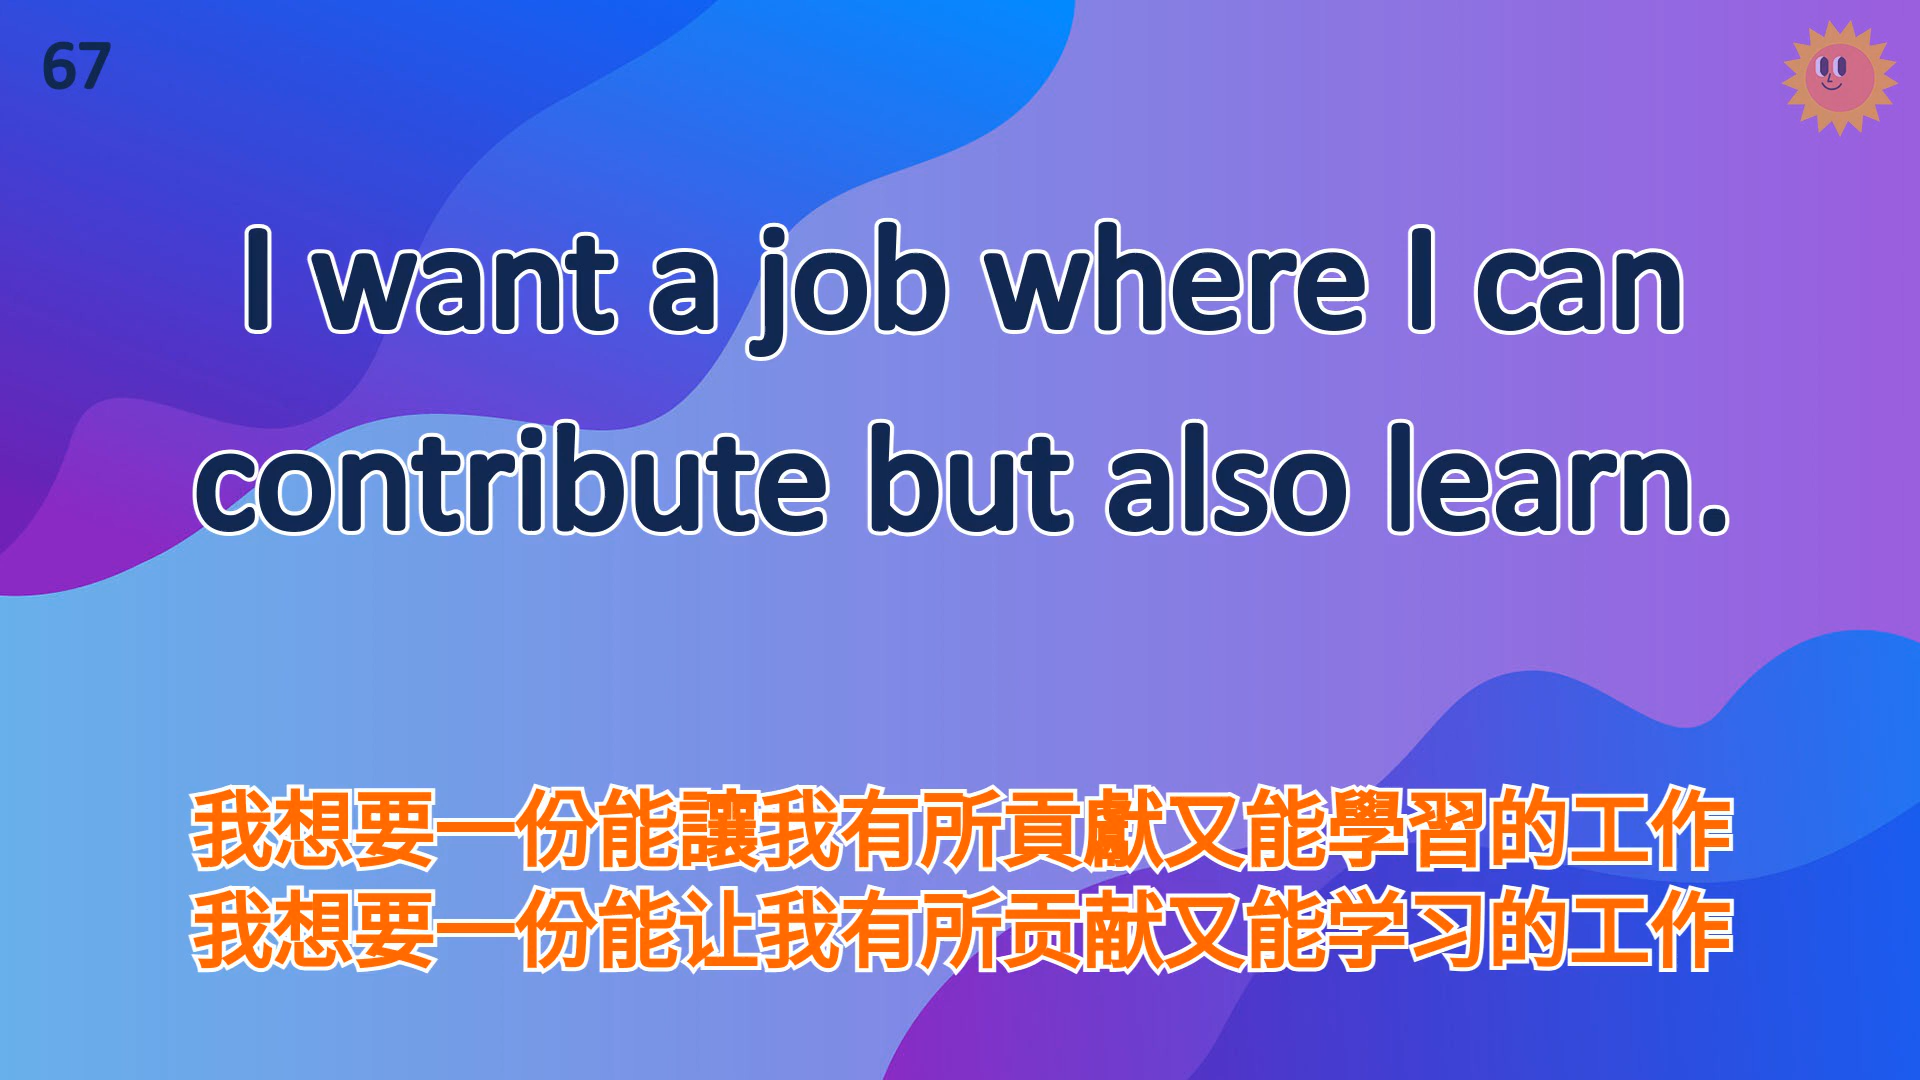 67
I want a job where I can
contribute but also learn.
我想要一份能讓我有所貢獻又能學習的工作
我想要一份能让我有所贡献又能学习的工作